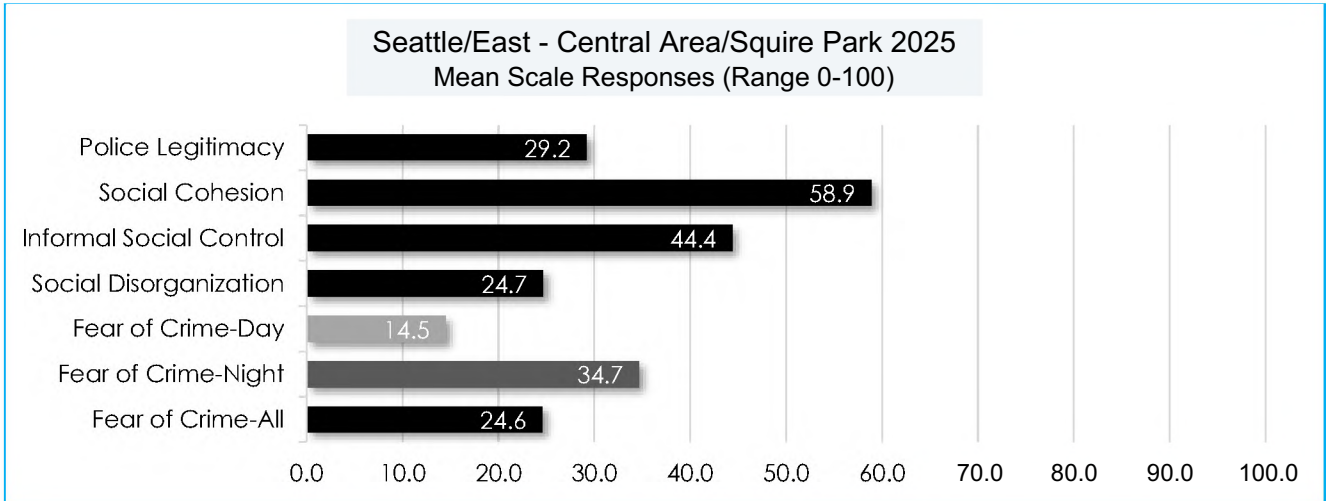 Seattle/East - Central Area/Squire Park 2025
Mean Scale Responses (Range 0-100)
Police Legitimacy 29.2
Social Cohesion 58.9
Informal Social Control 44.4
Social Disorganization 24.7
Fear of Crime-Day 14.5
Fear of Crime-Night 34.7
Fear of Crime-All 24.6
0.0 10.0 20.0 30.0 40.0 50.0 60.0 70.0 80.0 90.0 100.0